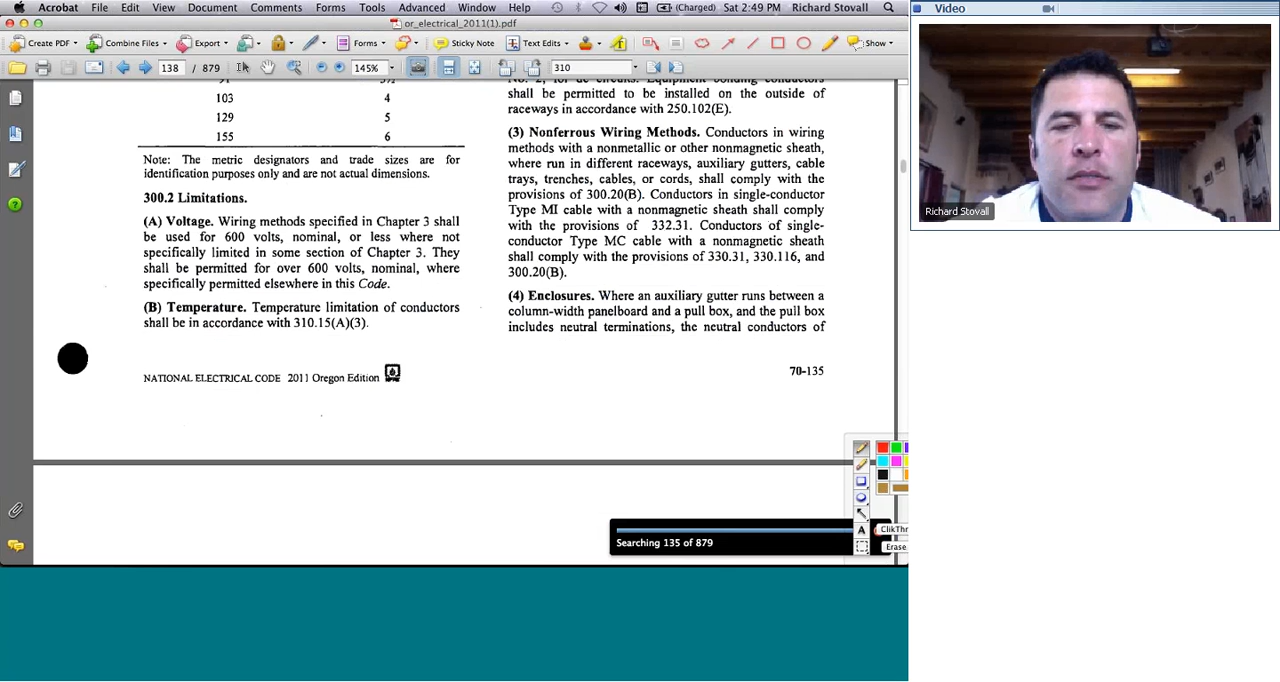 Acrobat File Edit View Document Comments Forms Tools Advanced Window Help (Charged) Sat 2:49 PM Richard Stovall
or_electrical_2011(1).pdf
Create PDF Combine Files Export Forms Sticky Note Text Edits Show
138 / 879 145% 310
103 4
129 5
155 6
Note: The metric designators and trade sizes are for
identification purposes only and are not actual dimensions.
300.2 Limitations.
(A) Voltage. Wiring methods specified in Chapter 3 shall
be used for 600 volts, nominal, or less where not
specifically limited in some section of Chapter 3. They
shall be permitted for over 600 volts, nominal, where
specifically permitted elsewhere in this Code.
(B) Temperature. Temperature limitation of conductors
shall be in accordance with 310.15(A)(3).
NATIONAL ELECTRICAL CODE 2011 Oregon Edition
No. 2, for dc circuits. Equipment bonding conductors
shall be permitted to be installed on the outside of
raceways in accordance with 250.102(E).
(3) Nonferrous Wiring Methods. Conductors in wiring
methods with a nonmetallic or other nonmagnetic sheath,
where run in different raceways, auxiliary gutters, cable
trays, trenches, cables, or cords, shall comply with the
provisions of 300.20(B). Conductors in single-conductor
Type MI cable with a nonmagnetic sheath shall comply
with the provisions of 332.31. Conductors of single-
conductor Type MC cable with a nonmagnetic sheath
shall comply with the provisions of 330.31, 330.116, and
300.20(B).
(4) Enclosures. Where an auxiliary gutter runs between a
column-width panelboard and a pull box, and the pull box
includes neutral terminations, the neutral conductors of
70-135
Searching 135 of 879
A
ClikThr
Erase
Video
Richard Stovall